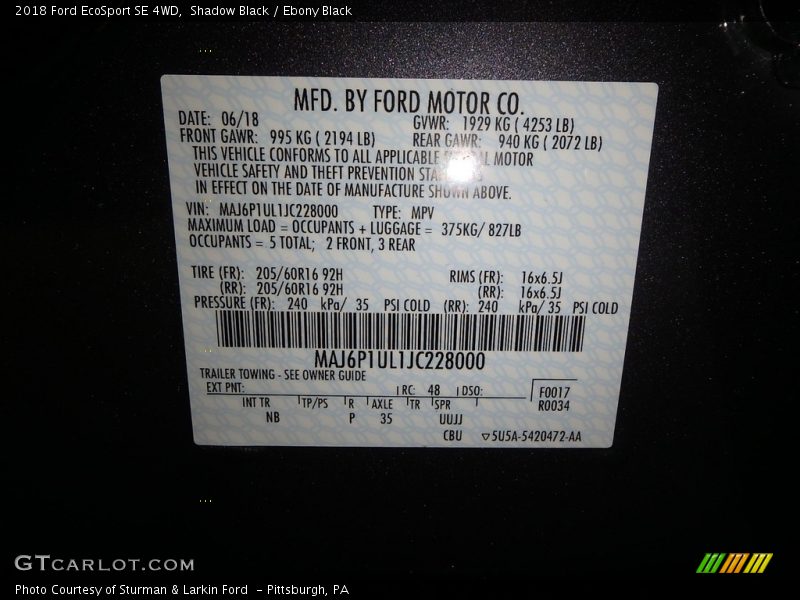 2018 Ford EcoSport SE 4WD, Shadow Black / Ebony Black
MFD. BY FORD MOTOR CO.
DATE: 06/18 GVWR: 1929 KG ( 4253 LB)
FRONT GAWR: 995 KG ( 2194 LB) REAR GAWR: 940 KG ( 2072 LB)
THIS VEHICLE CONFORMS TO ALL APPLICABLE MOTOR
VEHICLE SAFETY AND THEFT PREVENTION
IN EFFECT ON THE DATE OF MANUFACTURE SHOWN ABOVE.
VIN: MAJ6P1UL1JC228000 TYPE: MPV
MAXIMUM LOAD = OCCUPANTS + LUGGAGE = 375KG/ 827LB
OCCUPANTS = 5 TOTAL; 2 FRONT, 3 REAR
TIRE (FR): 205/60R16 92H RIMS (FR): 16x6.5J
(RR): 205/60R16 92H (RR): 16x6.5J
PRESSURE (FR): 240 kPa/ 35 PSI COLD (RR): 240 kPa/ 35 PSI COLD
MAJ6P1UL1JC228000
TRAILER TOWING - SEE OWNER GUIDE
EXT PNT: RC: 48 DSO: F0017
R0034
INT TR TP/PS R AXLE TR SPR
NB P 35 UUJJ
CBU 5U5A-5420472-AA
GTCARLOT.COM
Photo Courtesy of Sturman & Larkin Ford - Pittsburgh, PA